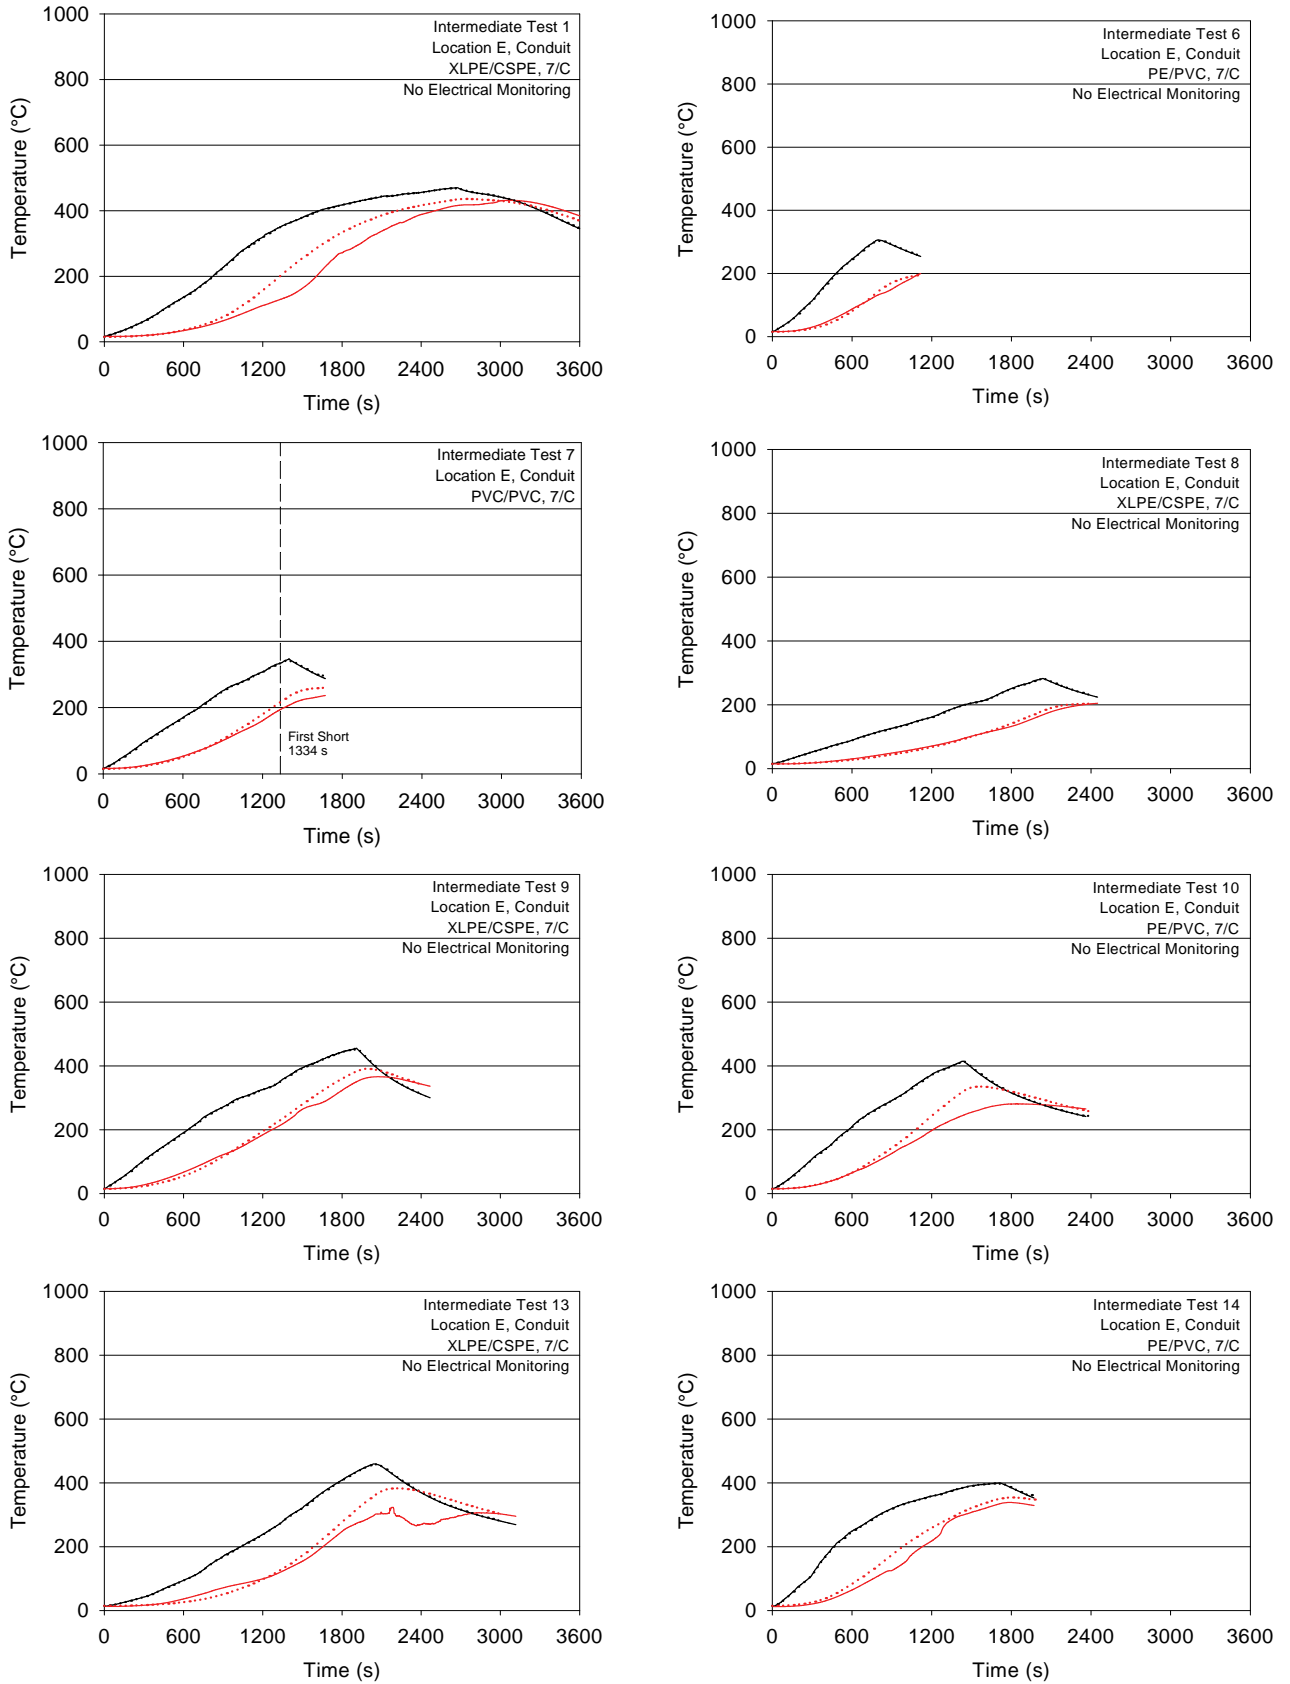 1000
800
600
400
200
0
Temperature (°C)
Intermediate Test 1
Location E, Conduit
XLPE/CSPE, 7/C
No Electrical Monitoring
0 600 1200 1800 2400 3000 3600
Time (s)
1000
800
600
400
200
0
Temperature (°C)
Intermediate Test 6
Location E, Conduit
PE/PVC, 7/C
No Electrical Monitoring
0 600 1200 1800 2400 3000 3600
Time (s)
1000
800
600
400
200
0
Temperature (°C)
Intermediate Test 7
Location E, Conduit
PVC/PVC, 7/C
First Short
1334 s
0 600 1200 1800 2400 3000 3600
Time (s)
1000
800
600
400
200
0
Temperature (°C)
Intermediate Test 8
Location E, Conduit
XLPE/CSPE, 7/C
No Electrical Monitoring
0 600 1200 1800 2400 3000 3600
Time (s)
1000
800
600
400
200
0
Temperature (°C)
Intermediate Test 9
Location E, Conduit
XLPE/CSPE, 7/C
No Electrical Monitoring
0 600 1200 1800 2400 3000 3600
Time (s)
1000
800
600
400
200
0
Temperature (°C)
Intermediate Test 10
Location E, Conduit
PE/PVC, 7/C
No Electrical Monitoring
0 600 1200 1800 2400 3000 3600
Time (s)
1000
800
600
400
200
0
Temperature (°C)
Intermediate Test 13
Location E, Conduit
XLPE/CSPE, 7/C
No Electrical Monitoring
0 600 1200 1800 2400 3000 3600
Time (s)
1000
800
600
400
200
0
Temperature (°C)
Intermediate Test 14
Location E, Conduit
PE/PVC, 7/C
No Electrical Monitoring
0 600 1200 1800 2400 3000 3600
Time (s)